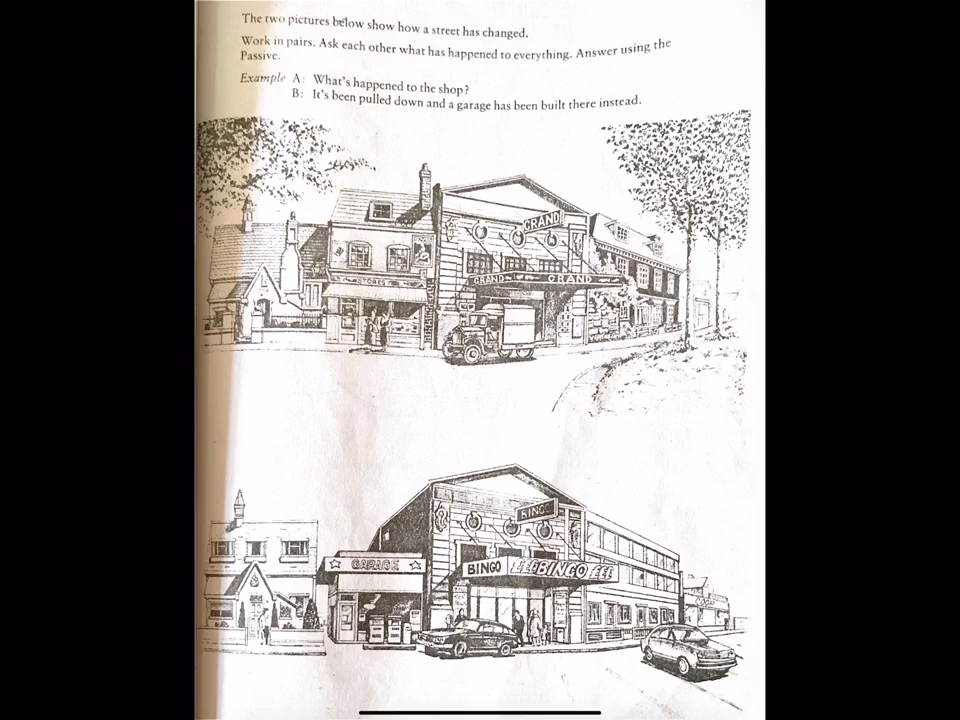 The two pictures below show how a street has changed.
Work in pairs. Ask each other what has happened to everything. Answer using the
Passive.
Example A: What's happened to the shop?
B: It's been pulled down and a garage has been built there instead.
GRAND
STORES
GRAND GRAND
BINGO
GARAGE
BINGO BINGO